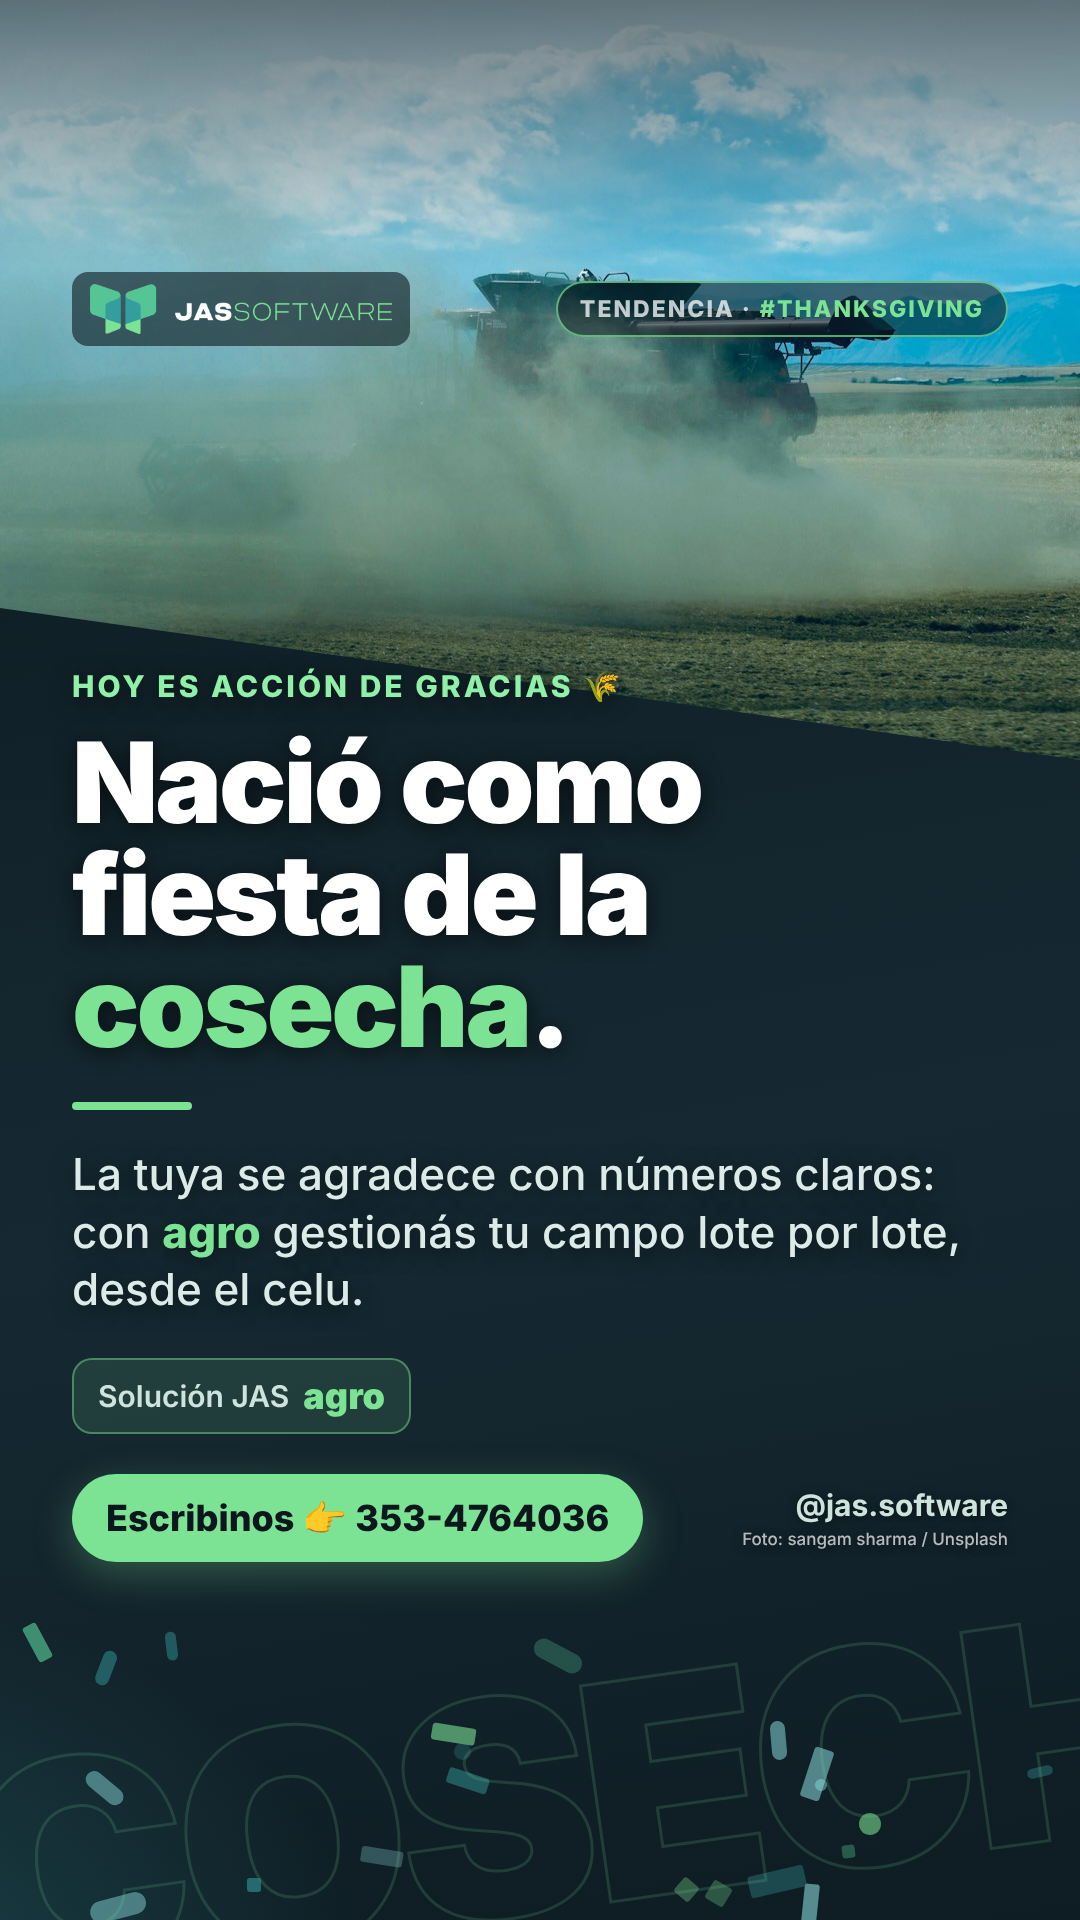 JASSOFTWARE
TENDENCIA · #THANKSGIVING
HOY ES ACCIÓN DE GRACIAS 🌾
Nació como
fiesta de la
cosecha.
La tuya se agradece con números claros:
con agro gestionás tu campo lote por lote,
desde el celu.
Solución JAS agro
Escribinos 👉 353-4764036
@jas.software
Foto: sangam sharma / Unsplash
COSECH